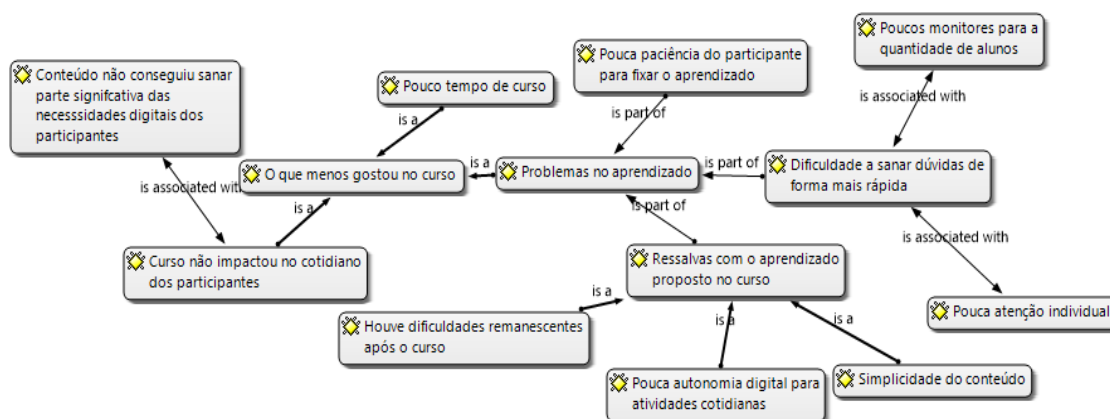 Poucos monitores para a
quantidade de alunos
Pouca paciência do participante
para fixar o aprendizado
Conteúdo não conseguiu sanar
parte signifcativa das
necesssidades digitais dos
participantes
Pouco tempo de curso
is associated with
is a
is part of
O que menos gostou no curso
is a
Problemas no aprendizado
is part of
Dificuldade a sanar dúvidas de
forma mais rápida
is associated with
is a
is part of
is associated with
Curso não impactou no cotidiano
dos participantes
Ressalvas com o aprendizado
proposto no curso
is a
Houve dificuldades remanescentes
após o curso
is a
is a
Pouca atenção individual
Pouca autonomia digital para
atividades cotidianas
Simplicidade do conteúdo